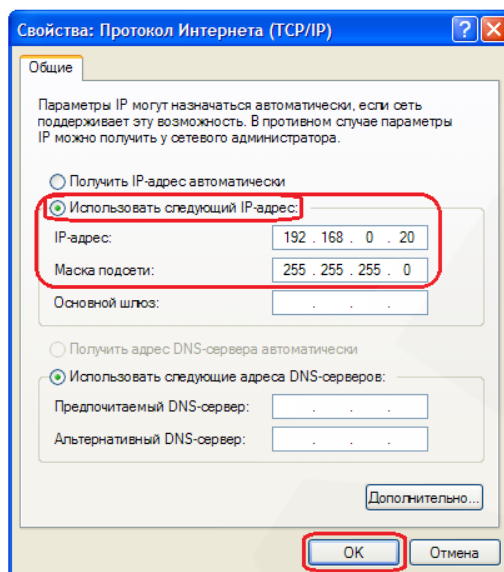 Свойства: Протокол Интернета (TCP/IP)
Общие
Параметры IP могут назначаться автоматически, если сеть
поддерживает эту возможность. В противном случае параметры
IP можно получить у сетевого администратора.
Получить IP-адрес автоматически
Использовать следующий IP-адрес:
IP-адрес: 192 . 168 . 0 . 20
Маска подсети: 255 . 255 . 255 . 0
Основной шлюз: . . .
Получить адрес DNS-сервера автоматически
Использовать следующие адреса DNS-серверов:
Предпочитаемый DNS-сервер: . . .
Альтернативный DNS-сервер: . . .
Дополнительно...
OK Отмена